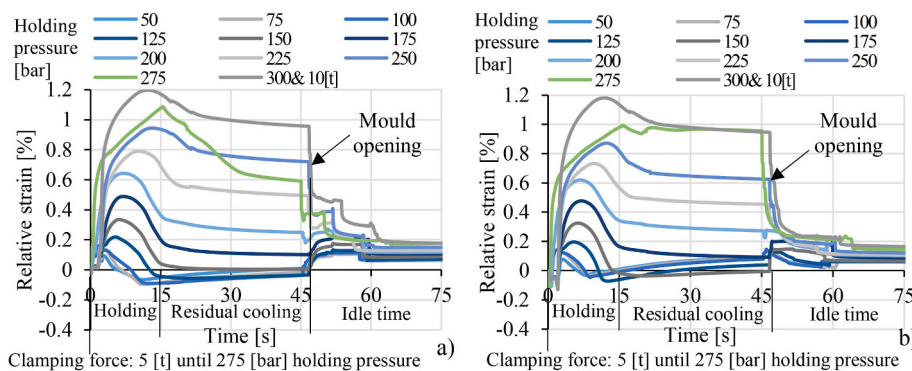 Holding pressure [bar]
50 75 100
125 150 175
200 225 250
275 300& 10[t]
Relative strain [%]
1.2
1
0.8
0.6
0.4
0.2
0
-0.2
-0.4
Mould opening
0 15 30 45 60 75
Holding Residual cooling Idle time
Time [s]
a)
Clamping force: 5 [t] until 275 [bar] holding pressure
Holding pressure [bar]
50 75 100
125 150 175
200 225 250
275 300& 10[t]
Relative strain [%]
1.2
1
0.8
0.6
0.4
0.2
0
-0.2
-0.4
Mould opening
0 15 30 45 60 75
Holding Residual cooling Idle time
Time [s]
b
Clamping force: 5 [t] until 275 [bar] holding pressure